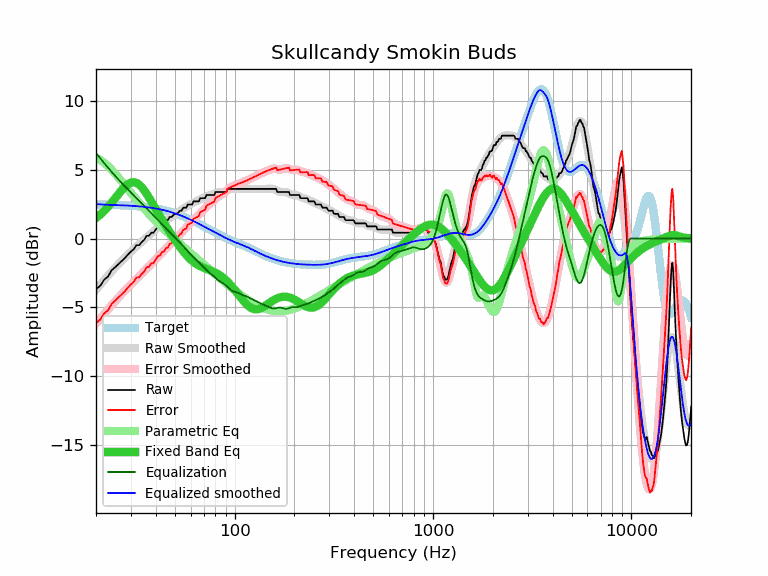 Skullcandy Smokin Buds
10
5
0
−5
−10
−15
Amplitude (dBr)
Target
Raw Smoothed
Error Smoothed
Raw
Error
Parametric Eq
Fixed Band Eq
Equalization
Equalized smoothed
100 1000 10000
Frequency (Hz)